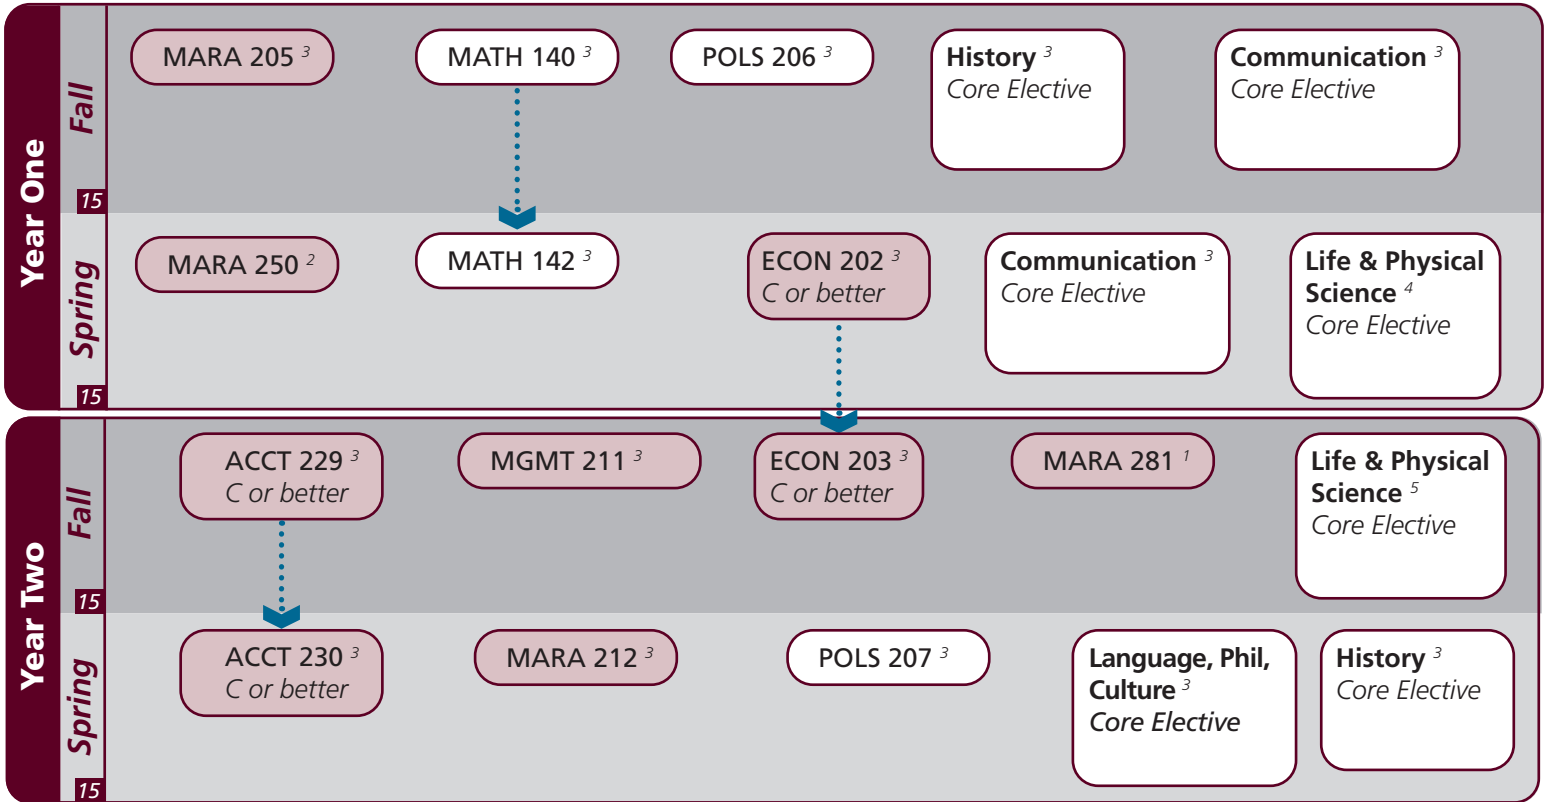 Year One
Fall
15
MARA 205 3
MATH 140 3
POLS 206 3
History 3
Core Elective
Communication 3
Core Elective
Spring
15
MARA 250 2
MATH 142 3
ECON 202 3
C or better
Communication 3
Core Elective
Life & Physical
Science 4
Core Elective
Year Two
Fall
15
ACCT 229 3
C or better
MGMT 211 3
ECON 203 3
C or better
MARA 281 1
Life & Physical
Science 5
Core Elective
Spring
15
ACCT 230 3
C or better
MARA 212 3
POLS 207 3
Language, Phil,
Culture 3
Core Elective
History 3
Core Elective